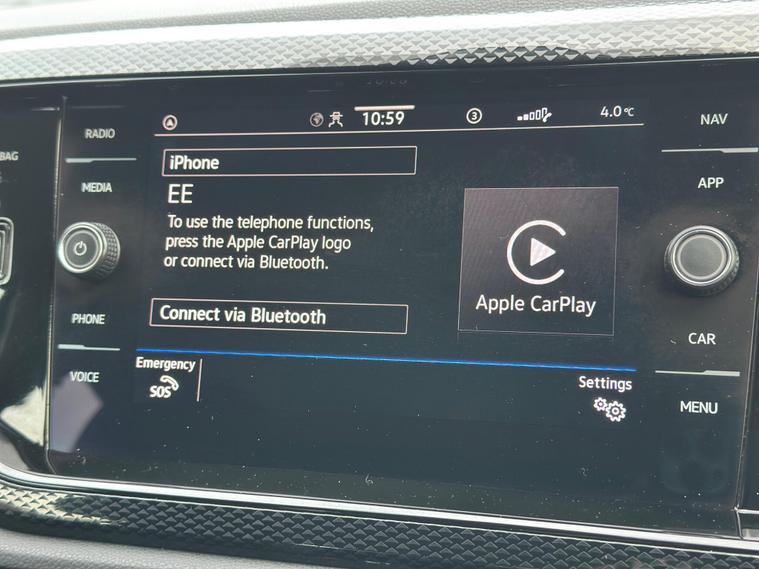 10:59
3
4.0°C
RADIO
MEDIA
PHONE
VOICE
iPhone
EE
To use the telephone functions,
press the Apple CarPlay logo
or connect via Bluetooth.
Connect via Bluetooth
Apple CarPlay
Emergency
SOS
Settings
NAV
APP
CAR
MENU